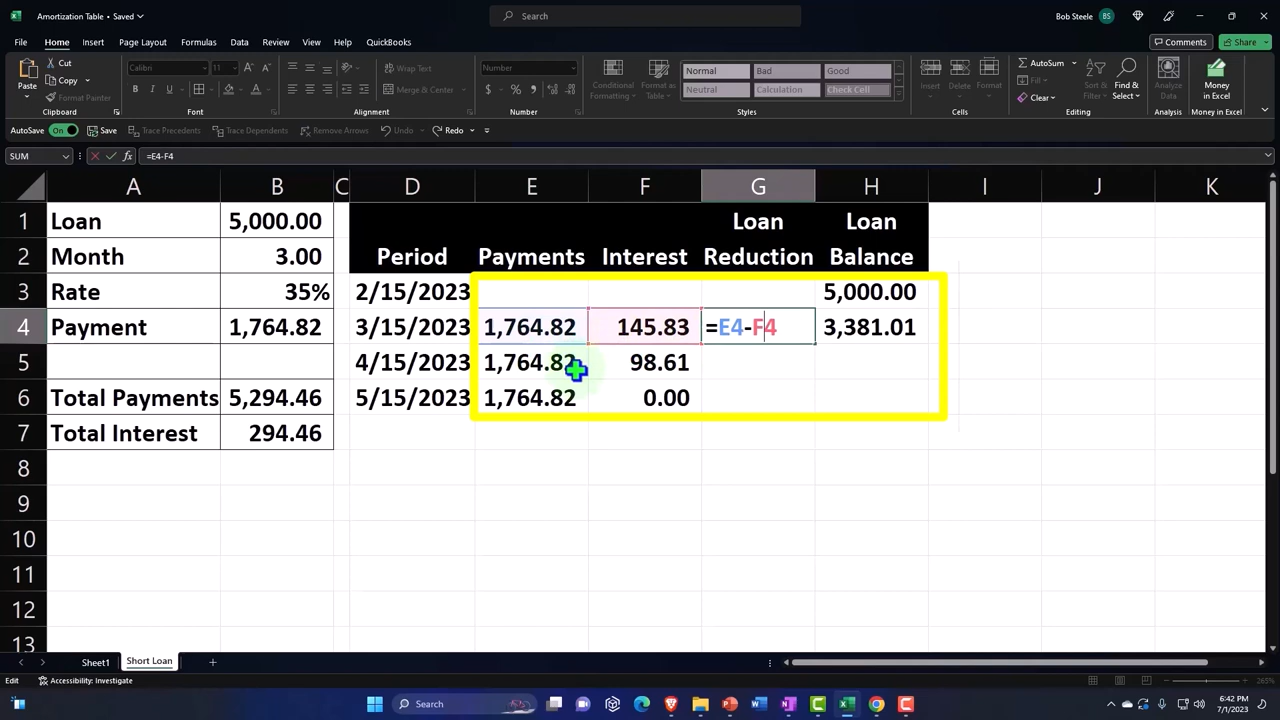 Amortization Table • Saved
Search
Bob Steele BS
File Home Insert Page Layout Formulas Data Review View Help QuickBooks
Comments Share
Paste
Cut
Copy
Format Painter
Clipboard
Calibri 11
B I U
Font
Wrap Text
Merge & Center
Alignment
Number
$ %
Number
Conditional Formatting
Format as Table
Normal Bad Good
Neutral Calculation Check Cell
Styles
Insert Delete Format
Cells
AutoSum
Fill
Clear
Sort & Filter
Find & Select
Editing
Analyze Data
Analysis
Money in Excel
Money in Excel
AutoSave On Save Trace Precedents Trace Dependents Remove Arrows Undo Redo
SUM fx =E4-F4
A B C D E F G H I J K
1 Loan 5,000.00 Loan Loan
2 Month 3.00 Period Payments Interest Reduction Balance
3 Rate 35% 2/15/2023 5,000.00
4 Payment 1,764.82 3/15/2023 1,764.82 145.83 =E4-F4 3,381.01
5 4/15/2023 1,764.82 98.61
6 Total Payments 5,294.46 5/15/2023 1,764.82 0.00
7 Total Interest 294.46
8
9
10
11
12
13
Sheet1 Short Loan
Edit Accessibility: Investigate 265%
Search
6:42 PM
7/1/2023